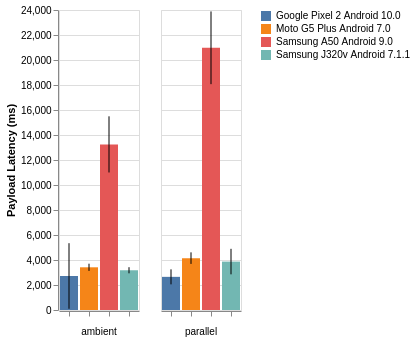 24,000
22,000
20,000
18,000
16,000
14,000
12,000
10,000
8,000
6,000
4,000
2,000
0
Payload Latency (ms)
ambient
parallel
Google Pixel 2 Android 10.0
Moto G5 Plus Android 7.0
Samsung A50 Android 9.0
Samsung J320v Android 7.1.1